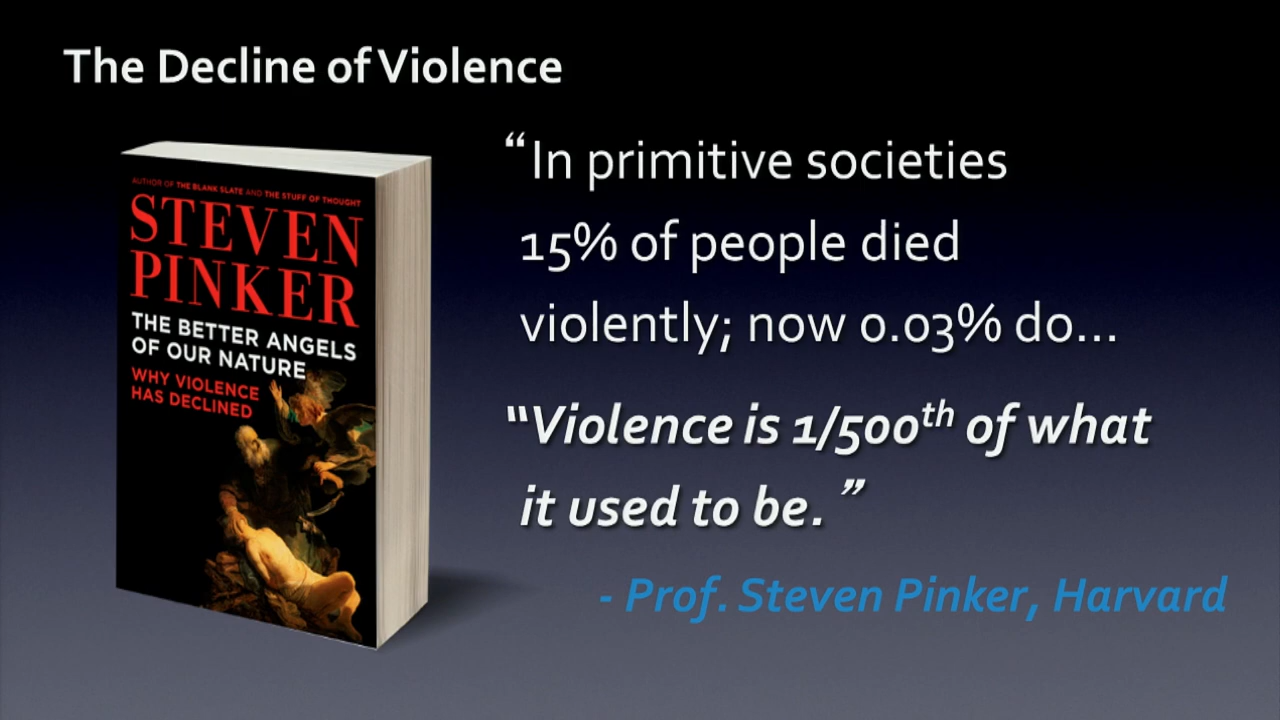 The Decline of Violence
AUTHOR OF THE BLANK SLATE AND THE STUFF OF THOUGHT
STEVEN
PINKER
THE BETTER ANGELS
OF OUR NATURE
WHY VIOLENCE
HAS DECLINED
“In primitive societies
15% of people died
violently; now 0.03% do...
“Violence is 1/500th of what
it used to be.”
- Prof. Steven Pinker, Harvard